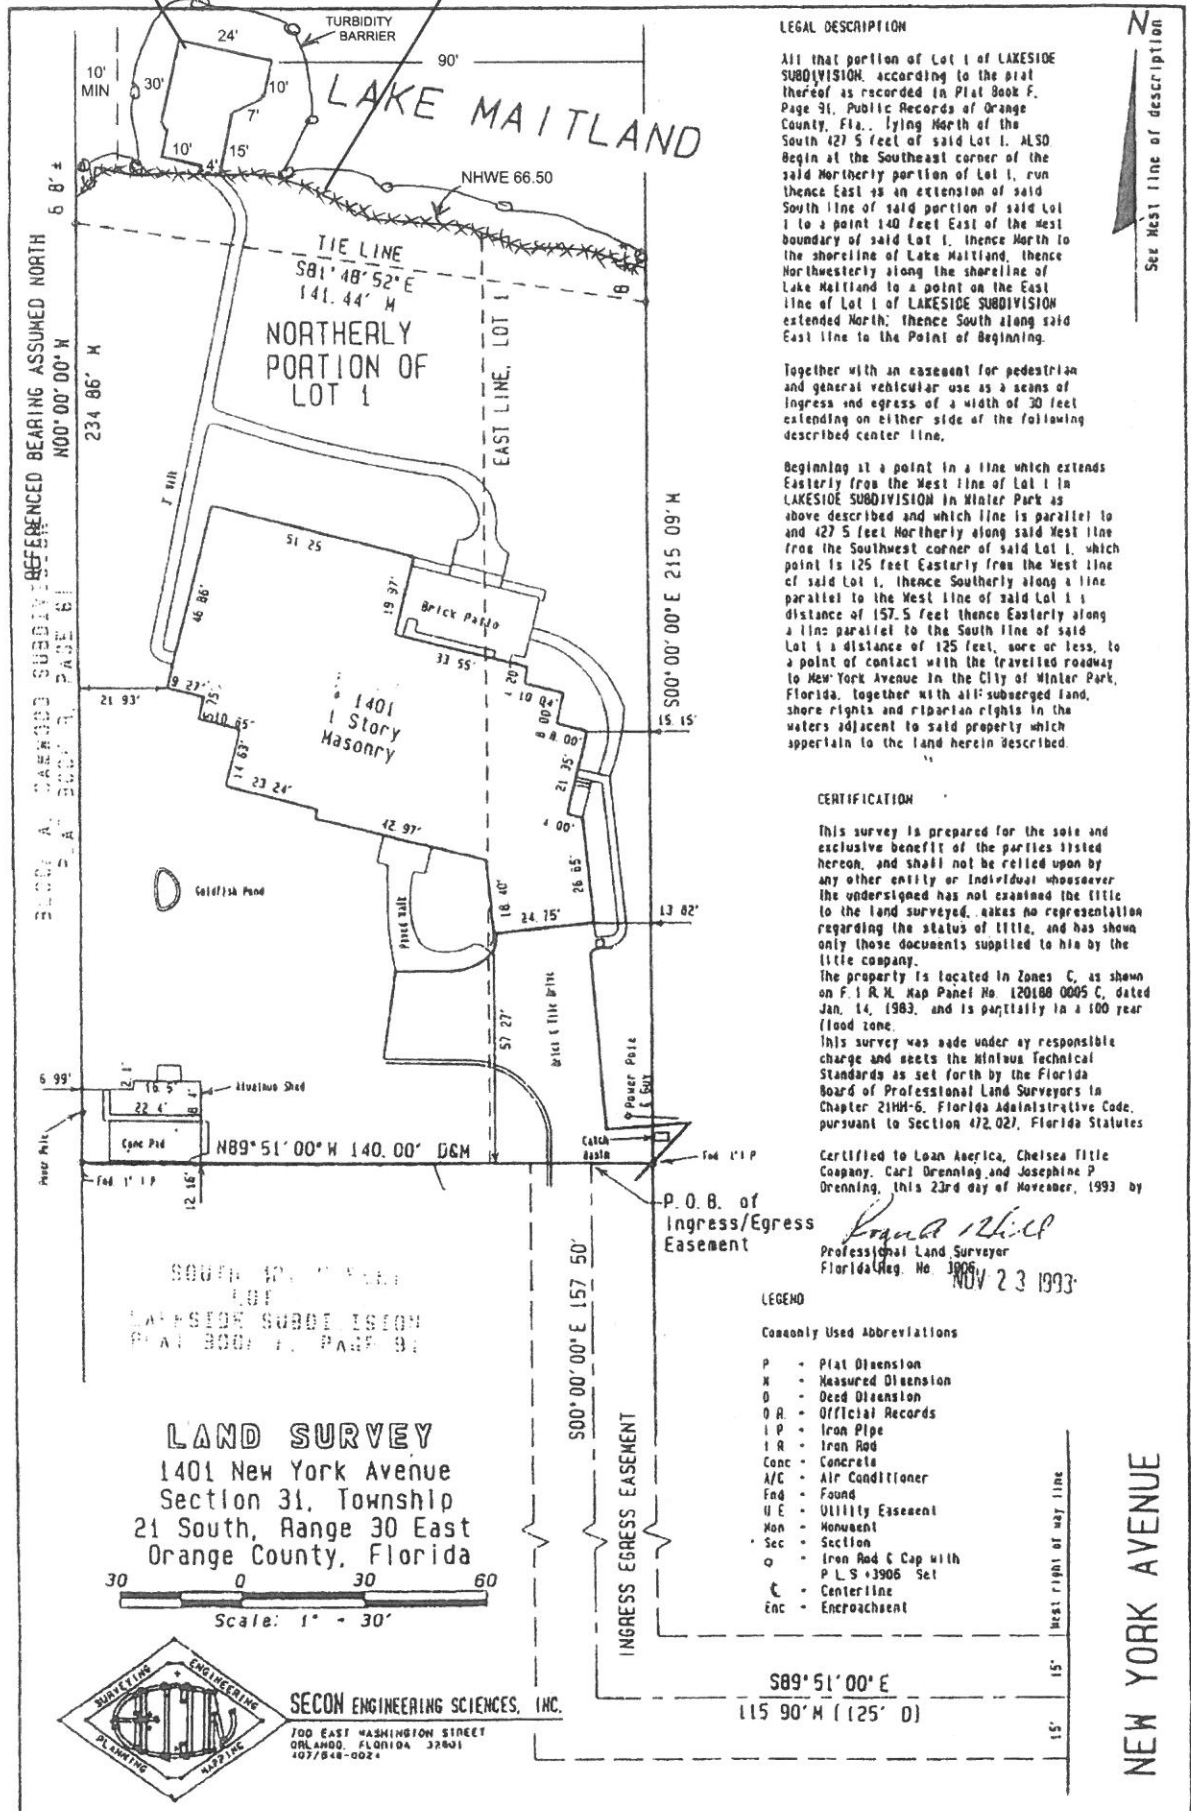 TURBIDITY
BARRIER
24'
10'
MIN
30'
90'
10'
7'
10'
4'
15'
LAKE MAITLAND
NHWE 66.50
8 8' ±
TIE LINE
S81°48'52"E
141.44' M
NORTHERLY
PORTION OF
LOT 1
EAST LINE, LOT 1
REFERENCED BEARING ASSUMED NORTH
N00°00'00"W
234 86' M
S00°00'00"E 215 09' M
51 25
46 86'
19 97'
Brick Patio
33 55'
21 93'
9 27'
10 65'
14 63'
23 24'
42.97'
1401
1 Story
Masonry
10 04'
8 00'
8.00'
15 15'
21 35'
4 00'
26 65'
18 40'
24.75'
13 82'
Goldfish Pond
Paved Walk
57 27'
Brick & Tile Drive
6 99'
2.1'
16.5'
22.4'
8.4'
Aluminum Shed
Conc Pad
Power Pole
Fnd 1" I P
N89°51'00"W 140.00' D&M
12 16'
Power Pole
& Guy
Catch
Basin
Fnd 1" I P
P.O.B. of
Ingress/Egress
Easement
S00°00'00"E 157 50'
INGRESS EGRESS EASEMENT
LAKESIDE SUBDIVISION
LAND SURVEY
1401 New York Avenue
Section 31, Township
21 South, Range 30 East
Orange County, Florida
30 0 30 60
Scale: 1" - 30'
SURVEYING
ENGINEERING
PLANNING
MAPPING
SECON ENGINEERING SCIENCES, INC.
700 EAST WASHINGTON STREET
ORLANDO, FLORIDA 32801
407/848-0024
LEGAL DESCRIPTION
All that portion of Lot 1 of LAKESIDE
SUBDIVISION, according to the plat
thereof as recorded in Plat Book F,
Page 91, Public Records of Orange
County, Fla., lying North of the
South 427 5 feet of said Lot 1. ALSO
Begin at the Southeast corner of the
said Northerly portion of Lot 1, run
thence East as an extension of said
South line of said portion of said Lot
1 to a point 140 feet East of the West
boundary of said Lot 1, thence North to
the shoreline of Lake Maitland, thence
Northwesterly along the shoreline of
Lake Maitland to a point on the East
line of Lot 1 of LAKESIDE SUBDIVISION
extended North; thence South along said
East line to the Point of Beginning.
Together with an easement for pedestrian
and general vehicular use as a means of
ingress and egress of a width of 30 feet
extending on either side of the following
described center line,
Beginning at a point in a line which extends
Easterly from the West line of Lot 1 in
LAKESIDE SUBDIVISION in Winter Park as
above described and which line is parallel to
and 427 5 feet Northerly along said West line
from the Southwest corner of said Lot 1, which
point is 125 feet Easterly from the West line
of said Lot 1, thence Southerly along a line
parallel to the West line of said Lot 1 a
distance of 157.5 feet thence Easterly along
a line parallel to the South line of said
Lot 1 a distance of 125 feet, more or less, to
a point of contact with the travelled roadway
to New York Avenue in the City of Winter Park,
Florida, together with all submerged land,
shore rights and riparian rights in the
waters adjacent to said property which
appertain to the land herein described.
N
See West line of description
CERTIFICATION
This survey is prepared for the sole and
exclusive benefit of the parties listed
hereon, and shall not be relied upon by
any other entity or Individual whomsoever
The undersigned has not examined the title
to the land surveyed, makes no representation
regarding the status of title, and has shown
only those documents supplied to him by the
title company.
The property is located in Zones C, as shown
on F.I R M. Map Panel No. 120188 0005 C, dated
Jan. 14, 1983, and is partially in a 100 year
flood zone.
This survey was made under my responsible
charge and meets the Minimum Technical
Standards as set forth by the Florida
Board of Professional Land Surveyors in
Chapter 21HH-6, Florida Administrative Code,
pursuant to Section 472.027, Florida Statutes
Certified to Loan America, Chelsea Title
Company, Carl Drenning and Josephine P
Drenning, this 23rd day of November, 1993 by
Professional Land Surveyor
Florida Reg. No 3906
NOV 23 1993
LEGEND
Commonly Used Abbreviations
P - Plat Dimension
M - Measured Dimension
D - Deed Dimension
O R. - Official Records
I P - Iron Pipe
I R - Iron Rod
Conc - Concrete
A/C - Air Conditioner
Fnd - Found
U E - Utility Easement
Mon - Monument
Sec - Section
o - Iron Rod & Cap with
P L S #3906 Set
℄ - Centerline
Enc - Encroachment
S89°51'00"E
115 90' M (125' D)
15'
15'
West right of way line
NEW YORK AVENUE